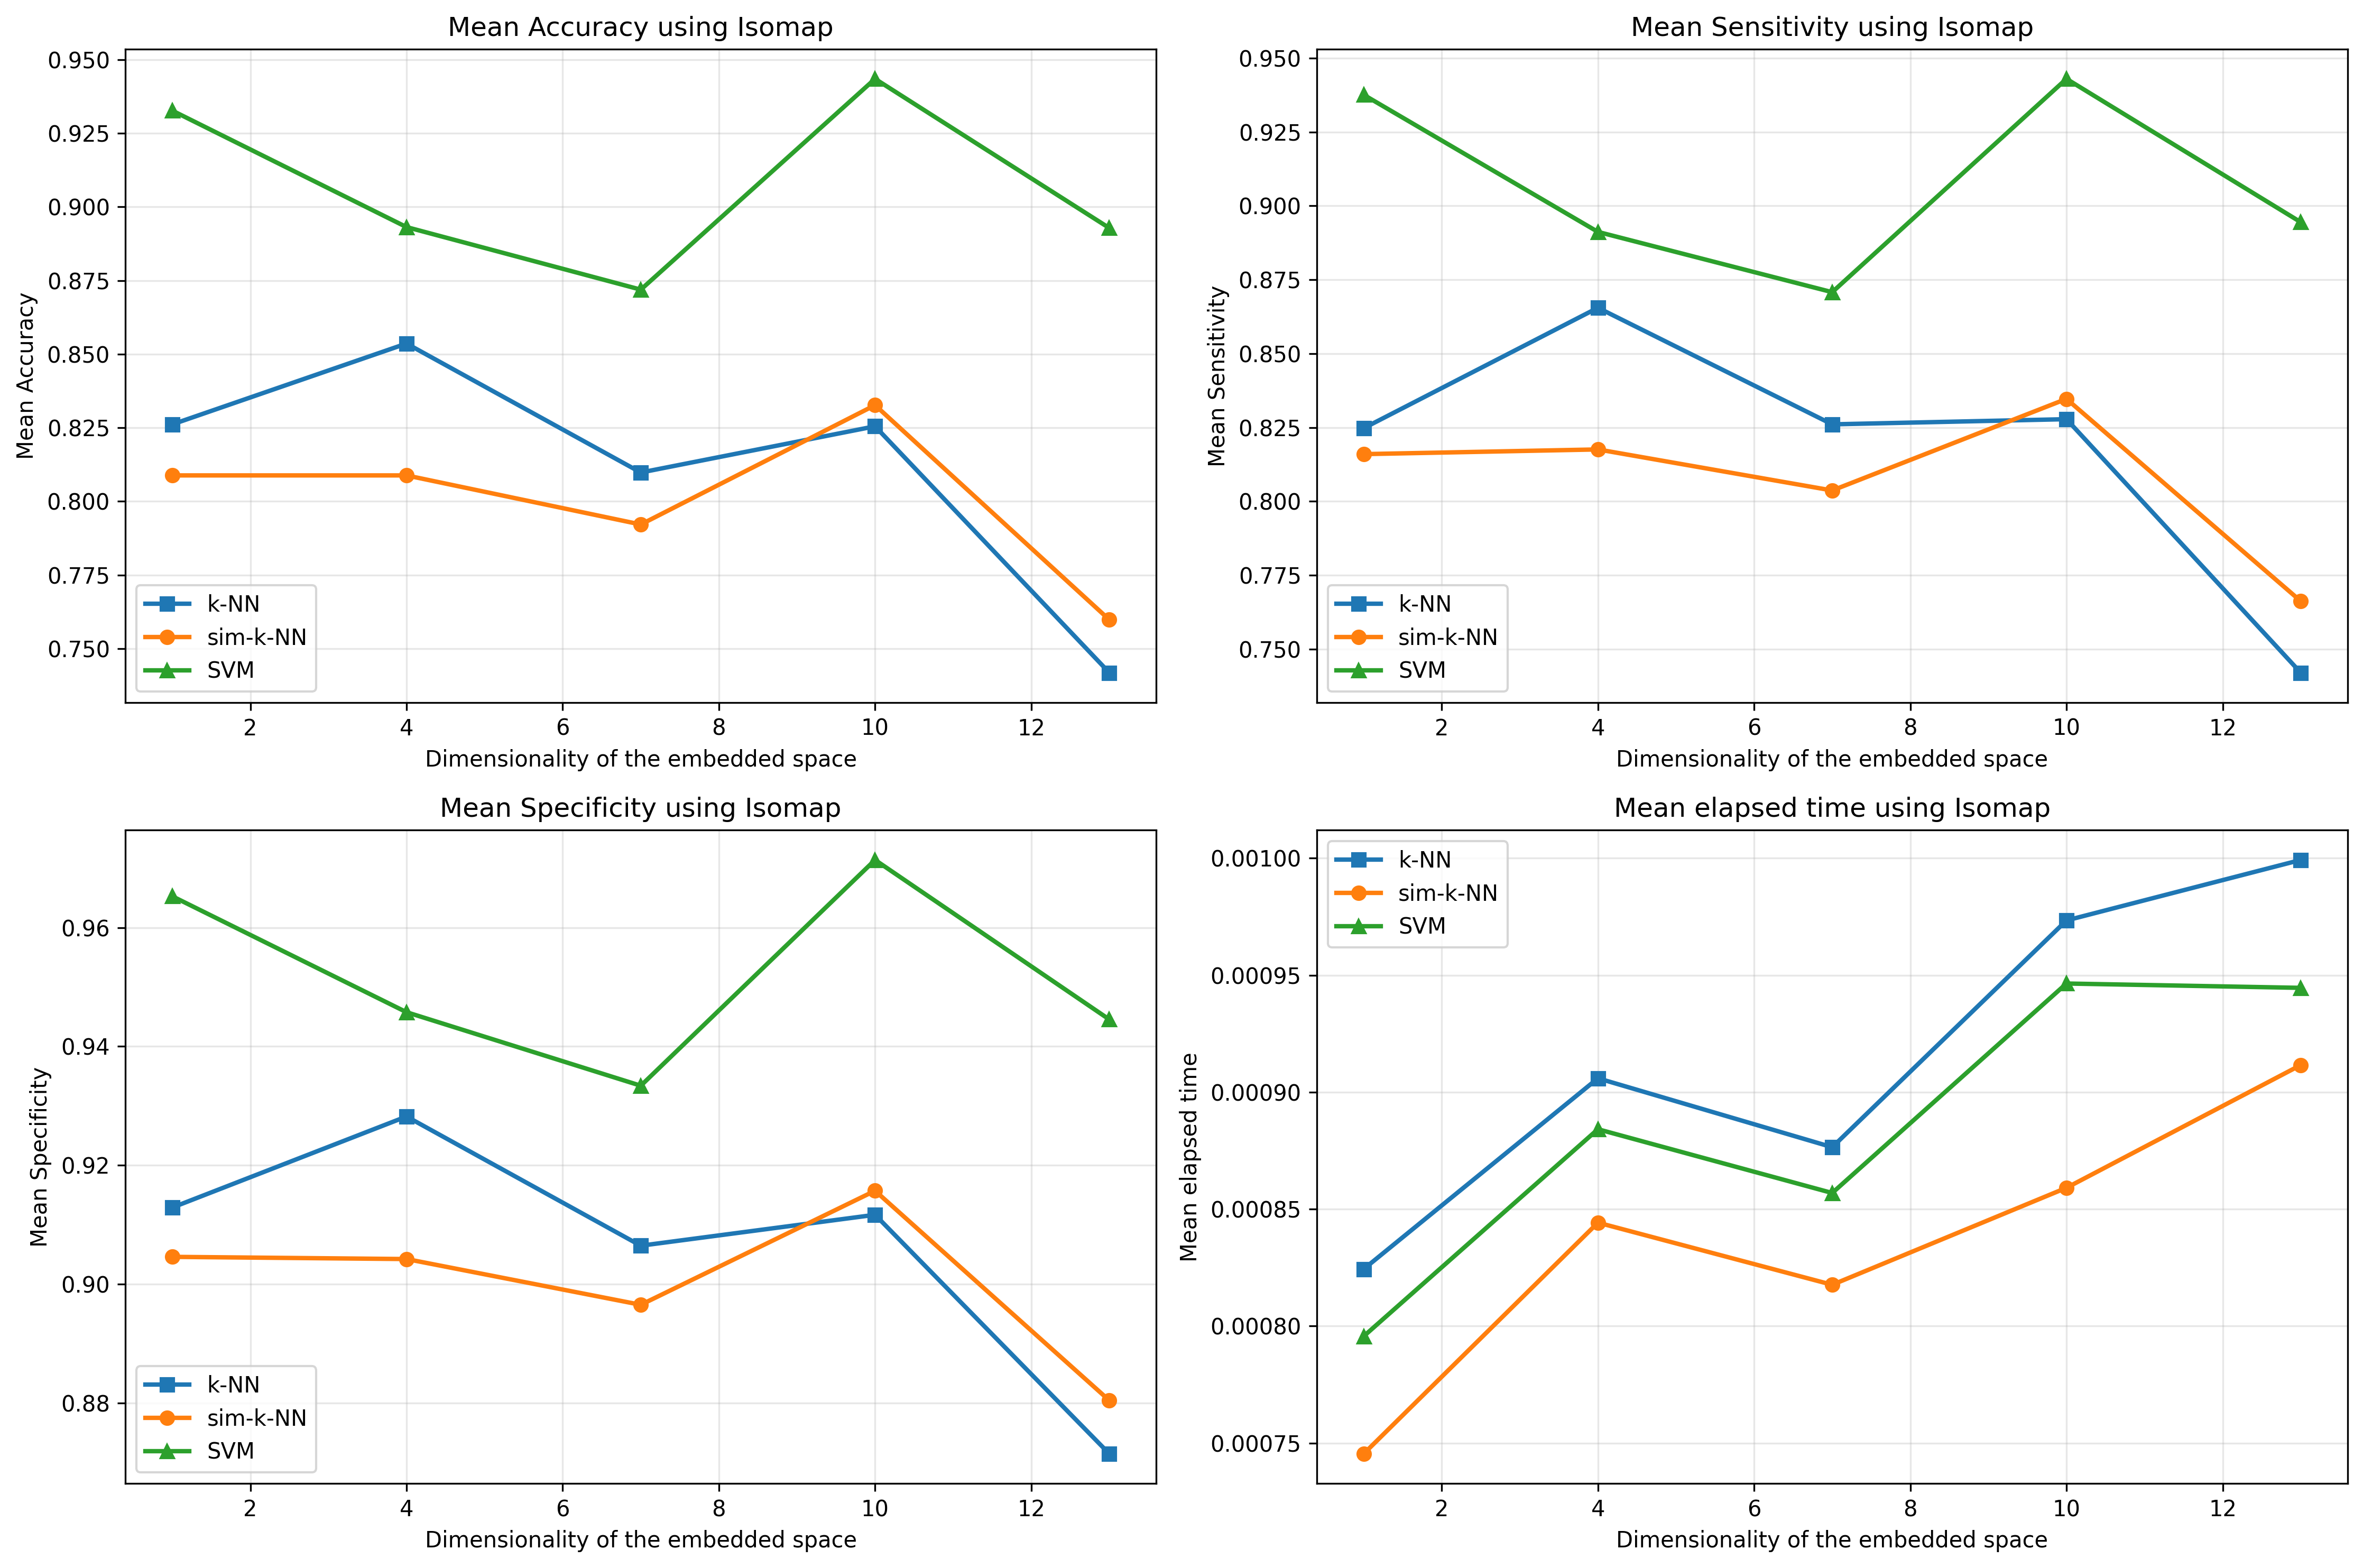 Mean Accuracy using Isomap
Mean Accuracy
0.950
0.925
0.900
0.875
0.850
0.825
0.800
0.775
0.750
k-NN
sim-k-NN
SVM
2 4 6 8 10 12
Dimensionality of the embedded space
Mean Sensitivity using Isomap
Mean Sensitivity
0.950
0.925
0.900
0.875
0.850
0.825
0.800
0.775
0.750
k-NN
sim-k-NN
SVM
2 4 6 8 10 12
Dimensionality of the embedded space
Mean Specificity using Isomap
Mean Specificity
0.96
0.94
0.92
0.90
0.88
k-NN
sim-k-NN
SVM
2 4 6 8 10 12
Dimensionality of the embedded space
Mean elapsed time using Isomap
Mean elapsed time
0.00100
0.00095
0.00090
0.00085
0.00080
0.00075
k-NN
sim-k-NN
SVM
2 4 6 8 10 12
Dimensionality of the embedded space